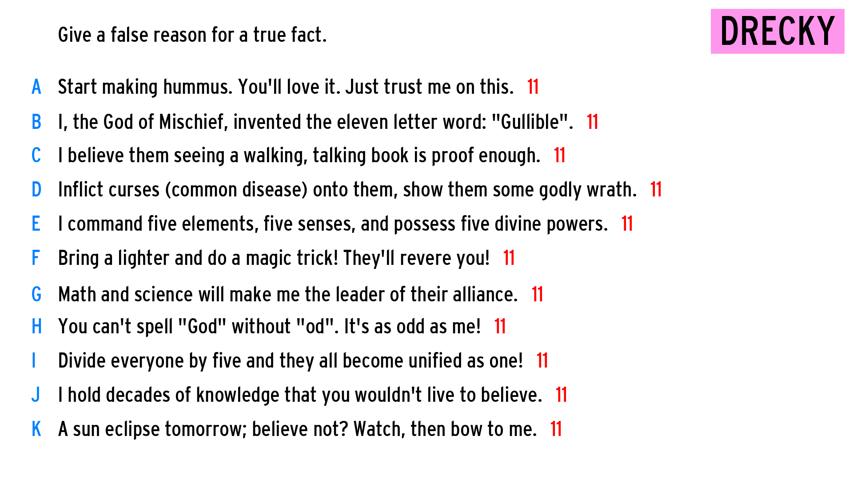 Give a false reason for a true fact.
DRECKY
A Start making hummus. You'll love it. Just trust me on this. 11
B I, the God of Mischief, invented the eleven letter word: "Gullible". 11
C I believe them seeing a walking, talking book is proof enough. 11
D Inflict curses (common disease) onto them, show them some godly wrath. 11
E I command five elements, five senses, and possess five divine powers. 11
F Bring a lighter and do a magic trick! They'll revere you! 11
G Math and science will make me the leader of their alliance. 11
H You can't spell "God" without "od". It's as odd as me! 11
I Divide everyone by five and they all become unified as one! 11
J I hold decades of knowledge that you wouldn't live to believe. 11
K A sun eclipse tomorrow; believe not? Watch, then bow to me. 11